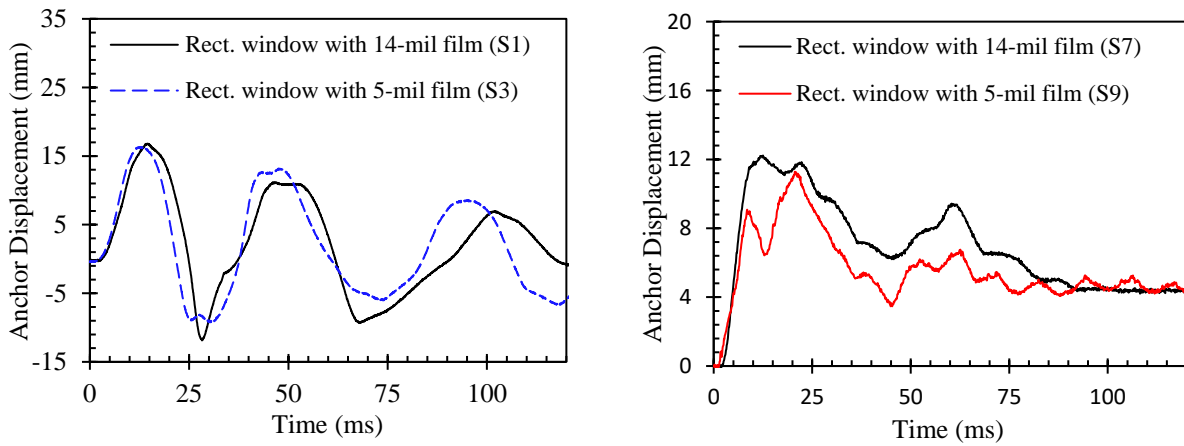 Anchor Displacement (mm)
35
25
15
5
-5
-15
Rect. window with 14-mil film (S1)
Rect. window with 5-mil film (S3)
0
25
50
75
100
Time (ms)
Anchor Displacement (mm)
20
16
12
8
4
0
Rect. window with 14-mil film (S7)
Rect. window with 5-mil film (S9)
0
25
50
75
100
Time (ms)